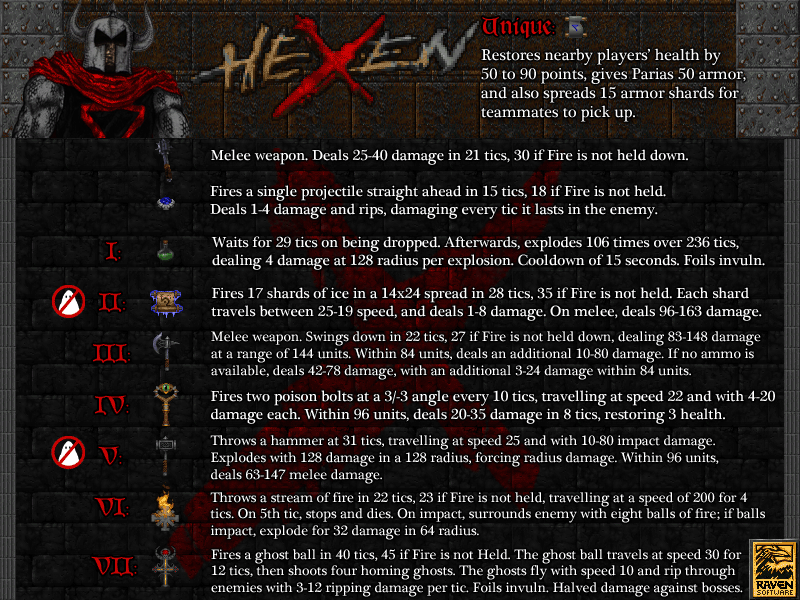 HEXEN
Unique:
Restores nearby players' health by
50 to 90 points, gives Parias 50 armor,
and also spreads 15 armor shards for
teammates to pick up.
Melee weapon. Deals 25-40 damage in 21 tics, 30 if Fire is not held down.
Fires a single projectile straight ahead in 15 tics, 18 if Fire is not held.
Deals 1-4 damage and rips, damaging every tic it lasts in the enemy.
I:
Waits for 29 tics on being dropped. Afterwards, explodes 106 times over 236 tics,
dealing 4 damage at 128 radius per explosion. Cooldown of 15 seconds. Foils invuln.
II:
Fires 17 shards of ice in a 14x24 spread in 28 tics, 35 if Fire is not held. Each shard
travels between 25-19 speed, and deals 1-8 damage. On melee, deals 96-163 damage.
III:
Melee weapon. Swings down in 22 tics, 27 if Fire is not held down, dealing 83-148 damage
at a range of 144 units. Within 84 units, deals an additional 10-80 damage. If no ammo is
available, deals 42-78 damage, with an additional 3-24 damage within 84 units.
IV:
Fires two poison bolts at a 3/-3 angle every 10 tics, travelling at speed 22 and with 4-20
damage each. Within 96 units, deals 20-35 damage in 8 tics, restoring 3 health.
V:
Throws a hammer at 31 tics, travelling at speed 25 and with 10-80 impact damage.
Explodes with 128 damage in a 128 radius, forcing radius damage. Within 96 units,
deals 63-147 melee damage.
VI:
Throws a stream of fire in 22 tics, 23 if Fire is not held, travelling at a speed of 200 for 4
tics. On 5th tic, stops and dies. On impact, surrounds enemy with eight balls of fire; if balls
impact, explode for 32 damage in 64 radius.
VII:
Fires a ghost ball in 40 tics, 45 if Fire is not Held. The ghost ball travels at speed 30 for
12 tics, then shoots four homing ghosts. The ghosts fly with speed 10 and rip through
enemies with 3-12 ripping damage per tic. Foils invuln. Halved damage against bosses.
RAVEN
SOFTWARE